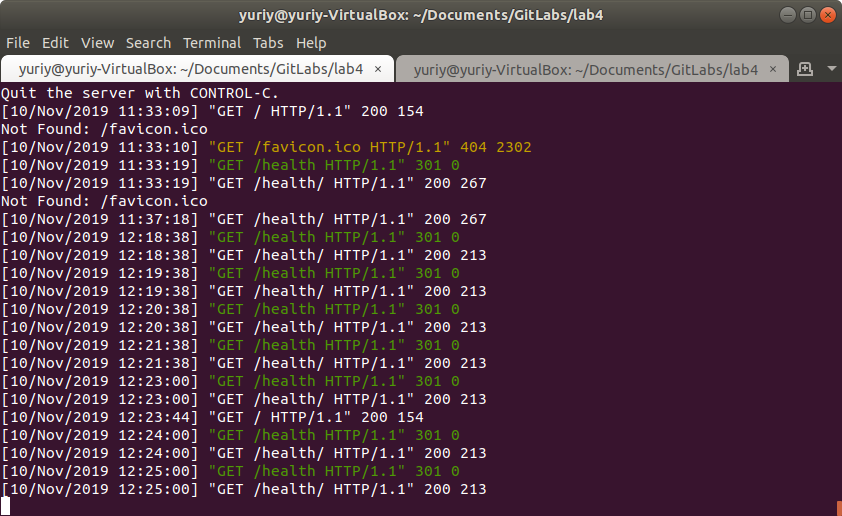 yuriy@yuriy-VirtualBox: ~/Documents/GitLabs/lab4
File Edit View Search Terminal Tabs Help
yuriy@yuriy-VirtualBox: ~/Documents/GitLabs/lab4 × yuriy@yuriy-VirtualBox: ~/Documents/GitLabs/lab4 ×
Quit the server with CONTROL-C.
[10/Nov/2019 11:33:09] "GET / HTTP/1.1" 200 154
Not Found: /favicon.ico
[10/Nov/2019 11:33:10] "GET /favicon.ico HTTP/1.1" 404 2302
[10/Nov/2019 11:33:19] "GET /health HTTP/1.1" 301 0
[10/Nov/2019 11:33:19] "GET /health/ HTTP/1.1" 200 267
Not Found: /favicon.ico
[10/Nov/2019 11:37:18] "GET /health/ HTTP/1.1" 200 267
[10/Nov/2019 12:18:38] "GET /health HTTP/1.1" 301 0
[10/Nov/2019 12:18:38] "GET /health/ HTTP/1.1" 200 213
[10/Nov/2019 12:19:38] "GET /health HTTP/1.1" 301 0
[10/Nov/2019 12:19:38] "GET /health/ HTTP/1.1" 200 213
[10/Nov/2019 12:20:38] "GET /health HTTP/1.1" 301 0
[10/Nov/2019 12:20:38] "GET /health/ HTTP/1.1" 200 213
[10/Nov/2019 12:21:38] "GET /health HTTP/1.1" 301 0
[10/Nov/2019 12:21:38] "GET /health/ HTTP/1.1" 200 213
[10/Nov/2019 12:23:00] "GET /health HTTP/1.1" 301 0
[10/Nov/2019 12:23:00] "GET /health/ HTTP/1.1" 200 213
[10/Nov/2019 12:23:44] "GET / HTTP/1.1" 200 154
[10/Nov/2019 12:24:00] "GET /health HTTP/1.1" 301 0
[10/Nov/2019 12:24:00] "GET /health/ HTTP/1.1" 200 213
[10/Nov/2019 12:25:00] "GET /health HTTP/1.1" 301 0
[10/Nov/2019 12:25:00] "GET /health/ HTTP/1.1" 200 213